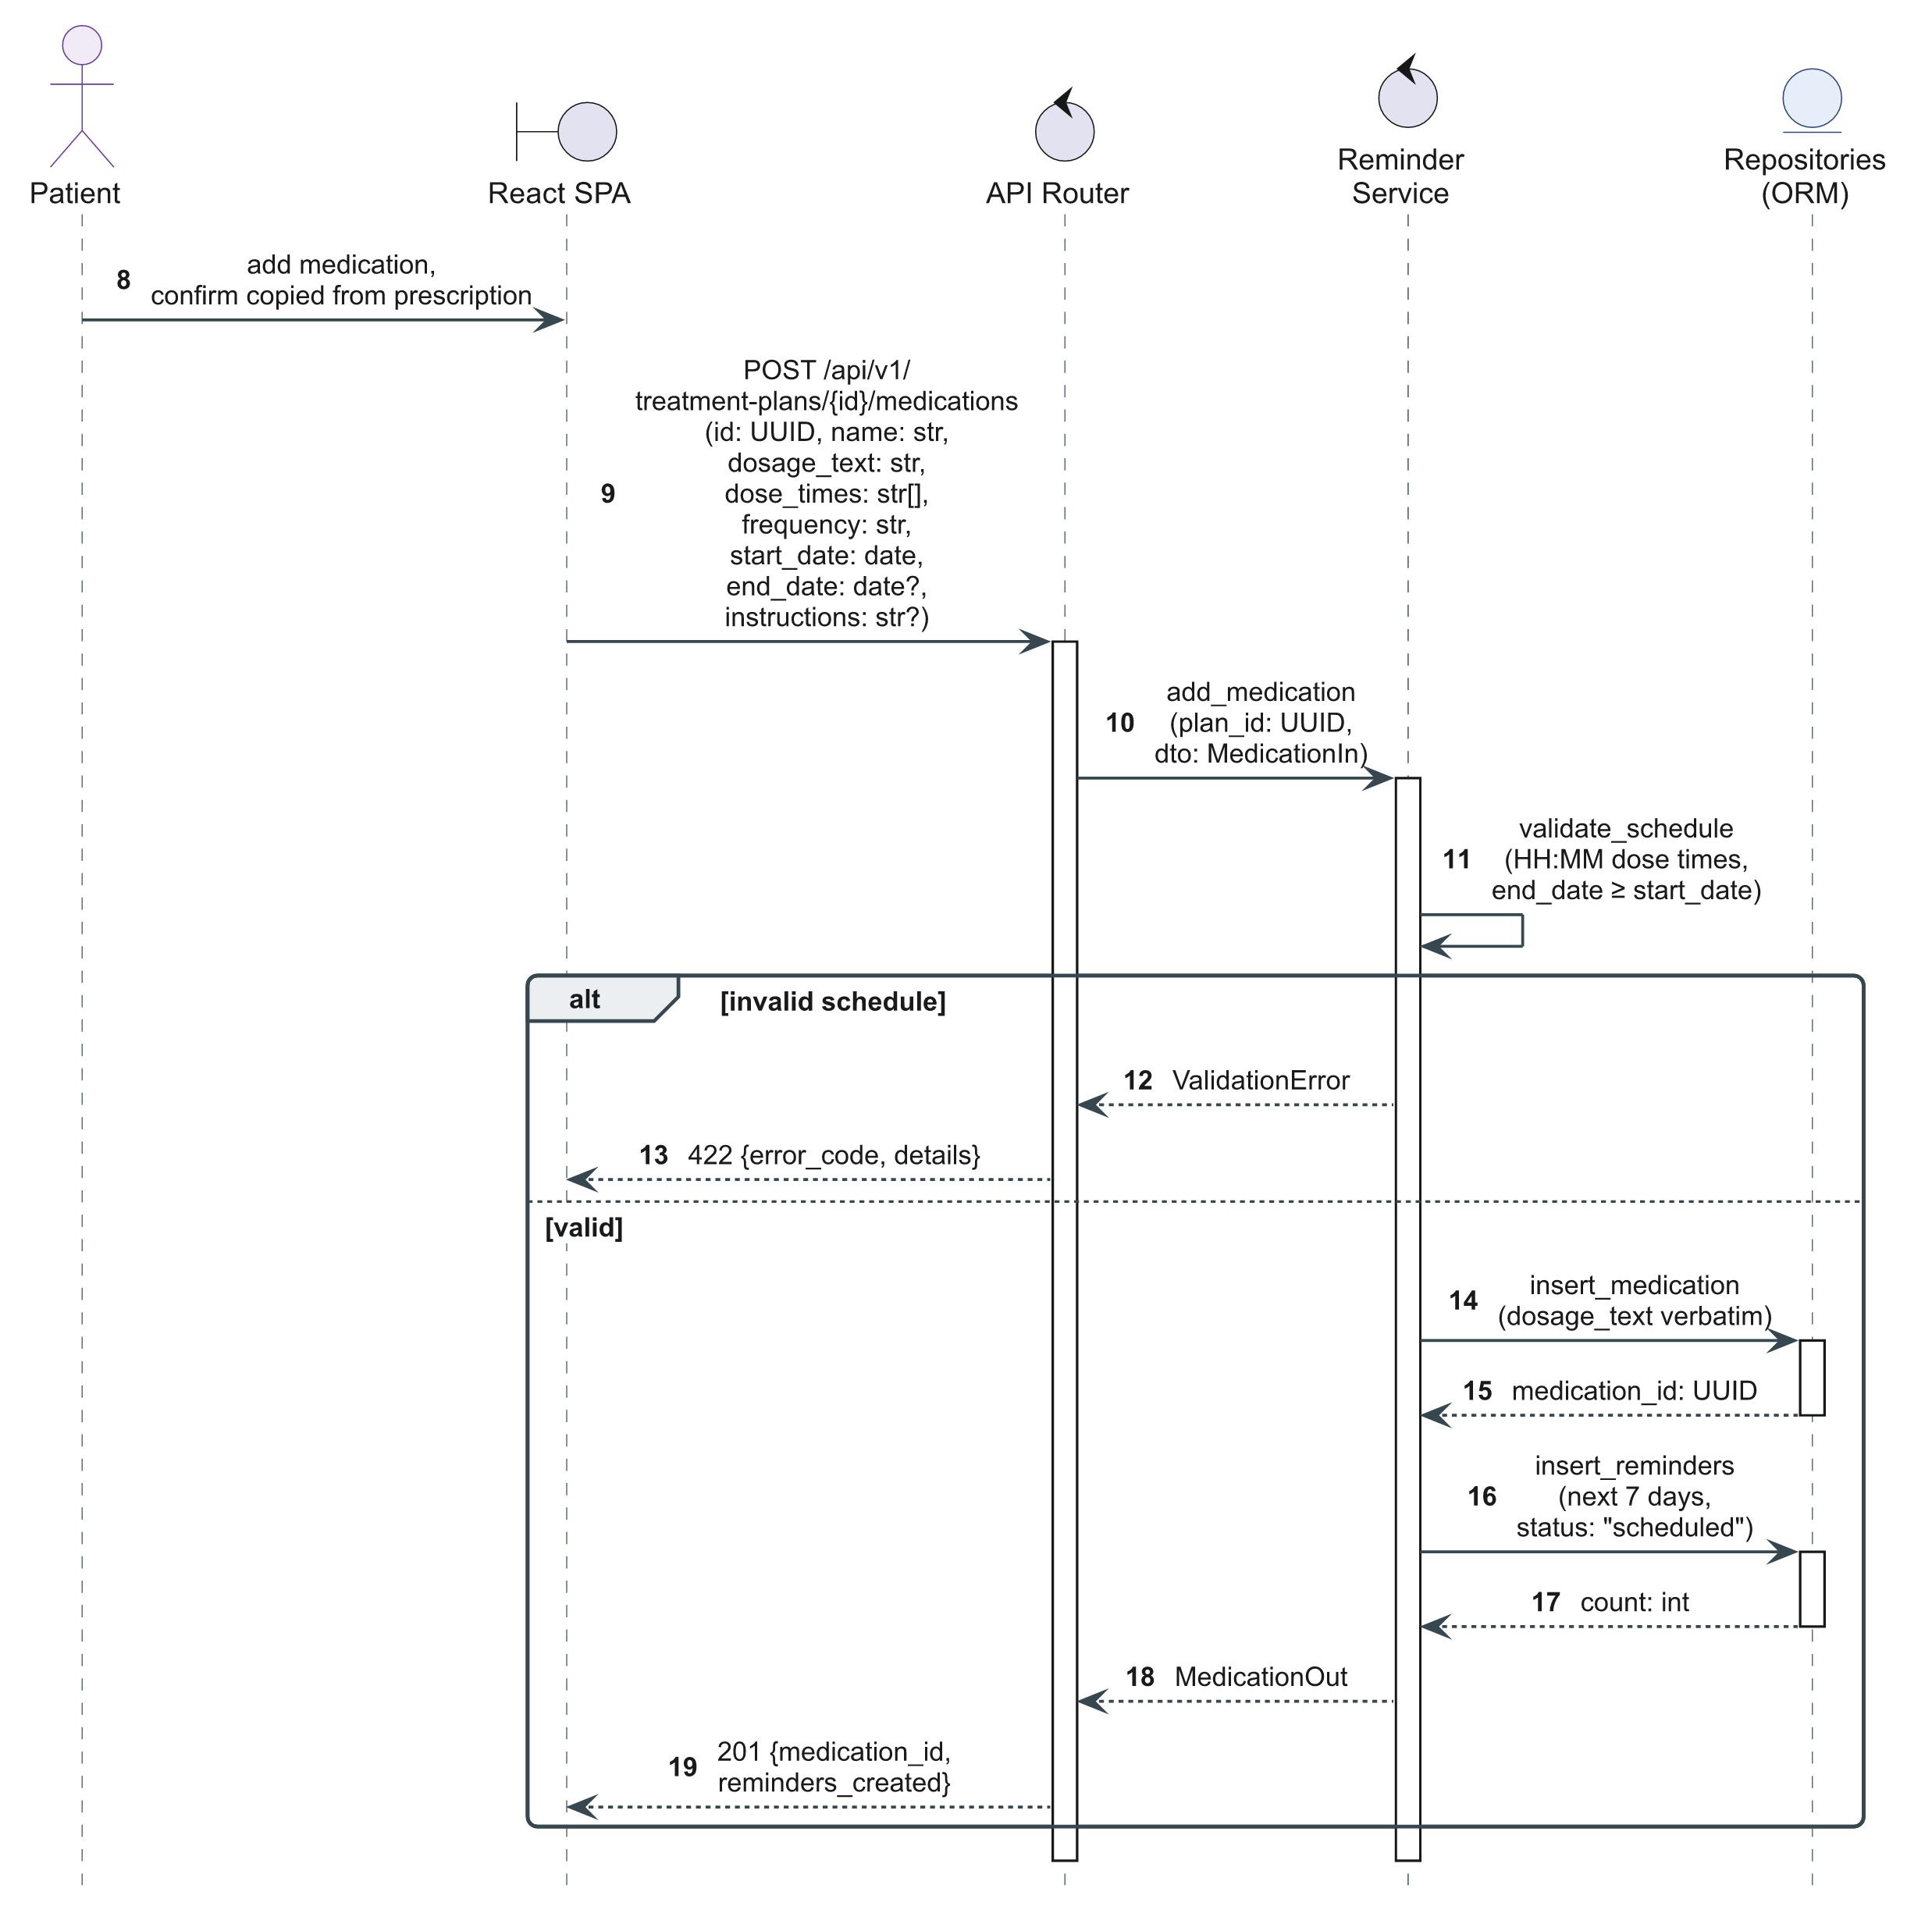 Patient
React SPA
API Router
Reminder
Service
Repositories
(ORM)
8
add medication,
confirm copied from prescription
9
POST /api/v1/
treatment-plans/{id}/medications
(id: UUID, name: str,
dosage_text: str,
dose_times: str[],
frequency: str,
start_date: date,
end_date: date?,
instructions: str?)
10
add_medication
(plan_id: UUID,
dto: MedicationIn)
11
validate_schedule
(HH:MM dose times,
end_date ≥ start_date)
alt
[invalid schedule]
12 ValidationError
13 422 {error_code, details}
[valid]
14
insert_medication
(dosage_text verbatim)
15 medication_id: UUID
16
insert_reminders
(next 7 days,
status: "scheduled")
17 count: int
18 MedicationOut
19
201 {medication_id,
reminders_created}